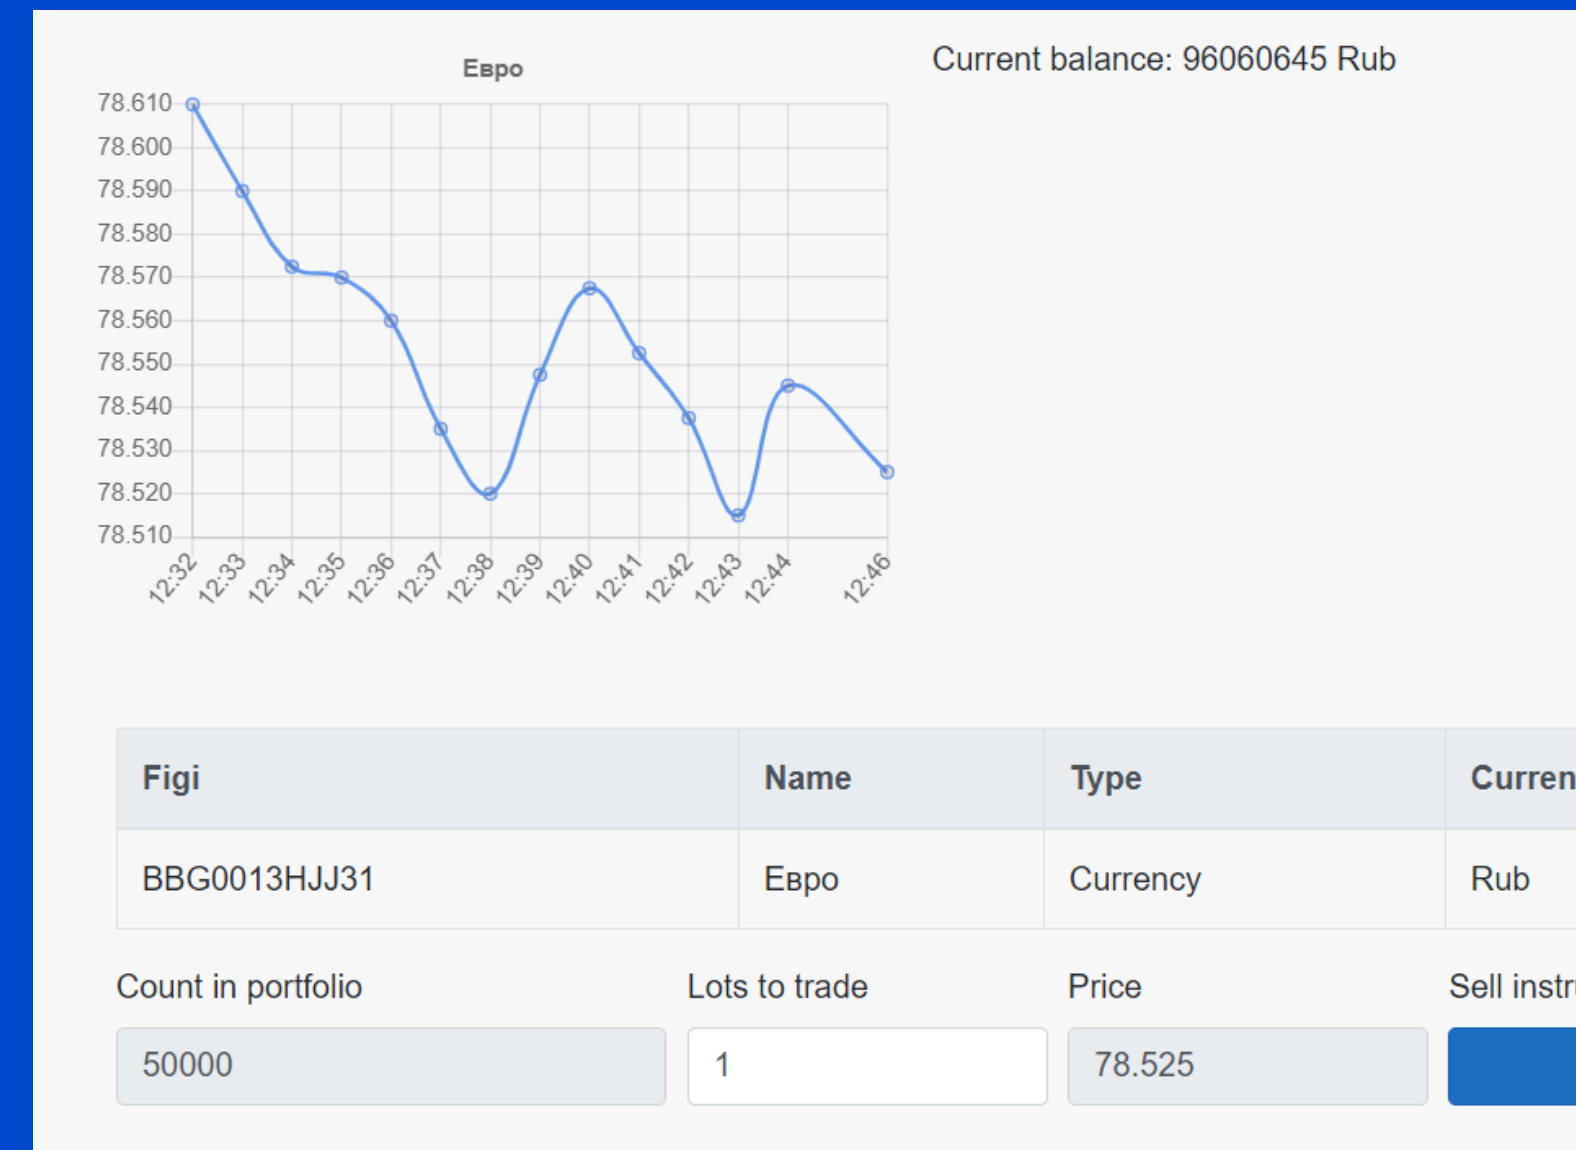 Евро
Current balance: 96060645 Rub
78.610
78.600
78.590
78.580
78.570
78.560
78.550
78.540
78.530
78.520
78.510
12:32 12:33 12:34 12:35 12:36 12:37 12:38 12:39 12:40 12:41 12:42 12:43 12:44 12:46
Figi Name Type Curren
BBG0013HJJ31 Евро Currency Rub
Count in portfolio Lots to trade Price Sell instr
50000 1 78.525